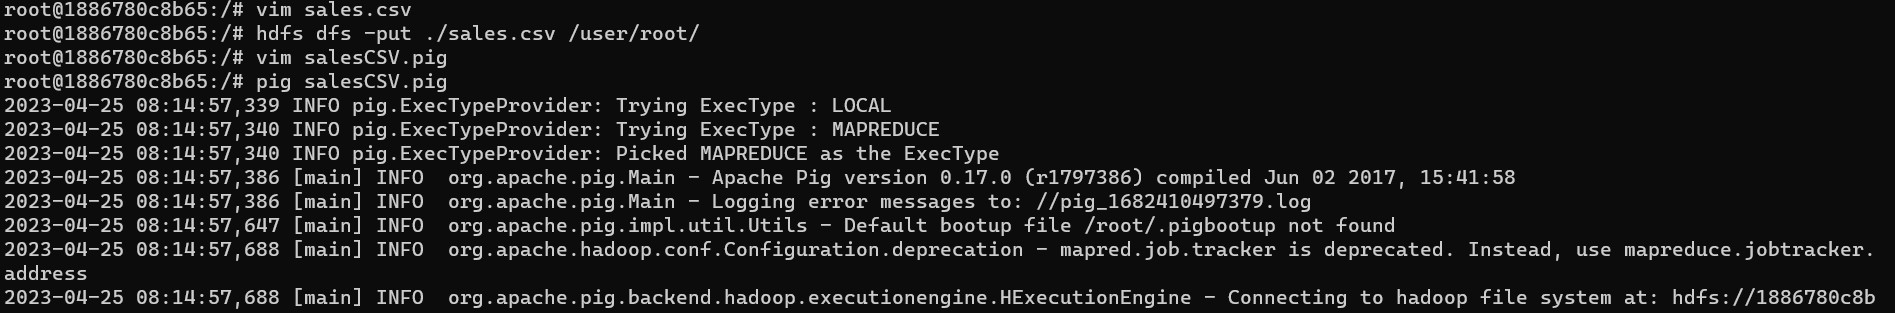 root@1886780c8b65:/# vim sales.csv
root@1886780c8b65:/# hdfs dfs -put ./sales.csv /user/root/
root@1886780c8b65:/# vim salesCSV.pig
root@1886780c8b65:/# pig salesCSV.pig
2023-04-25 08:14:57,339 INFO pig.ExecTypeProvider: Trying ExecType : LOCAL
2023-04-25 08:14:57,340 INFO pig.ExecTypeProvider: Trying ExecType : MAPREDUCE
2023-04-25 08:14:57,340 INFO pig.ExecTypeProvider: Picked MAPREDUCE as the ExecType
2023-04-25 08:14:57,386 [main] INFO  org.apache.pig.Main - Apache Pig version 0.17.0 (r1797386) compiled Jun 02 2017, 15:41:58
2023-04-25 08:14:57,386 [main] INFO  org.apache.pig.Main - Logging error messages to: //pig_1682410497379.log
2023-04-25 08:14:57,647 [main] INFO  org.apache.pig.impl.util.Utils - Default bootup file /root/.pigbootup not found
2023-04-25 08:14:57,688 [main] INFO  org.apache.hadoop.conf.Configuration.deprecation - mapred.job.tracker is deprecated. Instead, use mapreduce.jobtracker.
address
2023-04-25 08:14:57,688 [main] INFO  org.apache.pig.backend.hadoop.executionengine.HExecutionEngine - Connecting to hadoop file system at: hdfs://1886780c8b